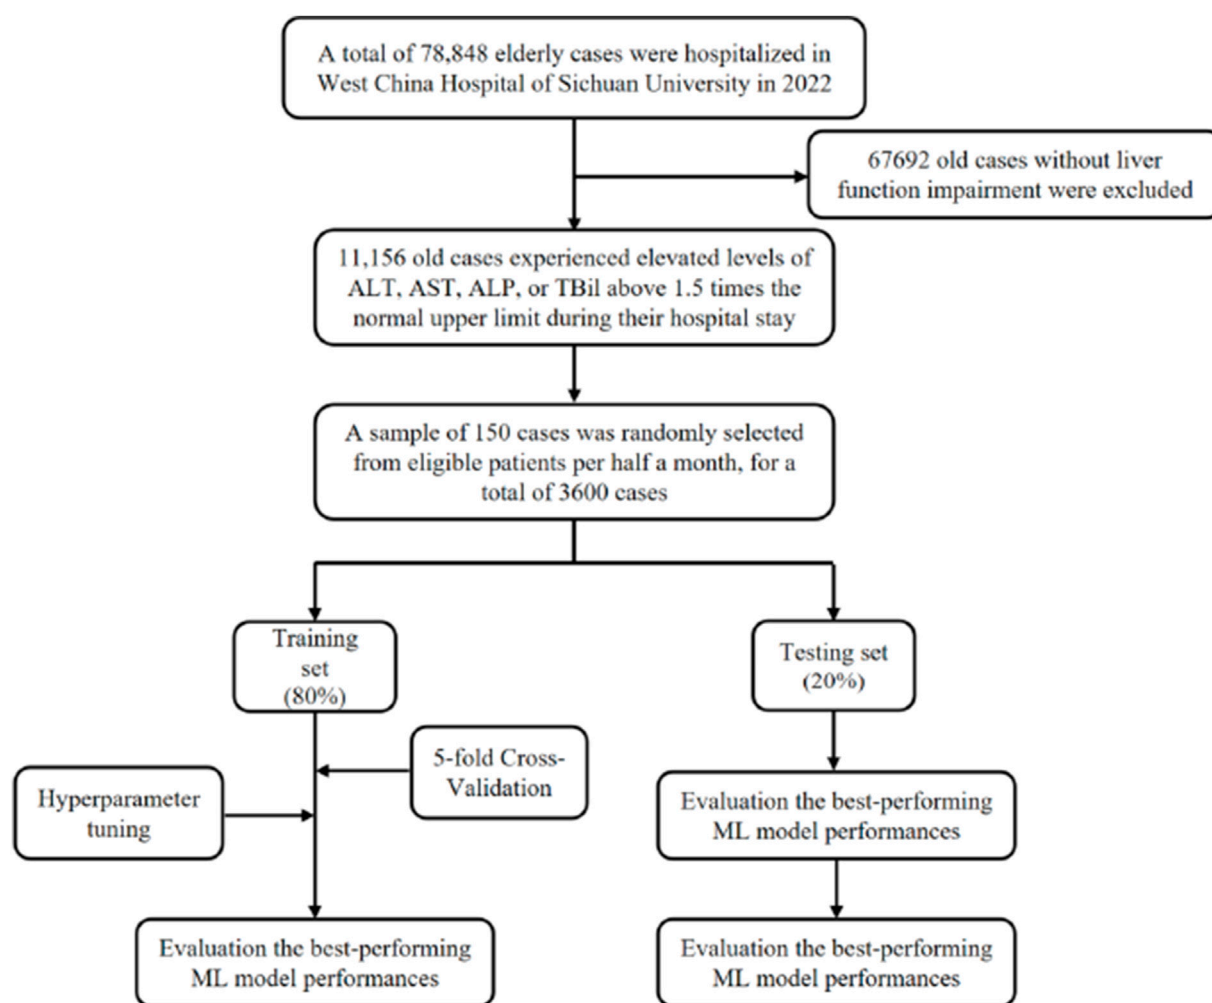 A total of 78,848 elderly cases were hospitalized in
West China Hospital of Sichuan University in 2022
67692 old cases without liver
function impairment were excluded
11,156 old cases experienced elevated levels of
ALT, AST, ALP, or TBil above 1.5 times the
normal upper limit during their hospital stay
A sample of 150 cases was randomly selected
from eligible patients per half a month, for a
total of 3600 cases
Training
set
(80%)
Testing set
(20%)
5-fold Cross-
Validation
Hyperparameter
tuning
Evaluation the best-performing
ML model performances
Evaluation the best-performing
ML model performances
Evaluation the best-performing
ML model performances